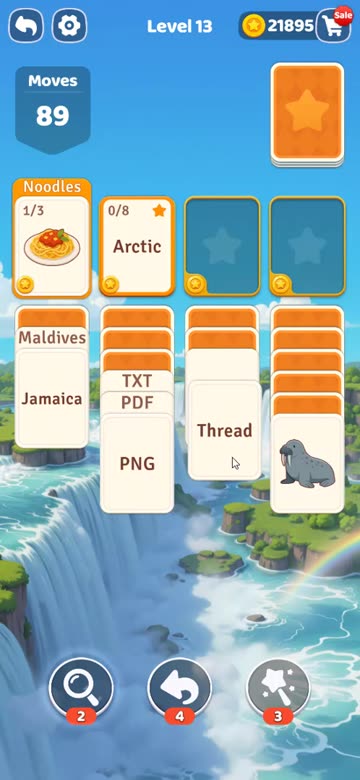 Level 13
21895
Sale
Moves
89
Noodles
1/3
0/8
Arctic
Maldives
Jamaica
TXT
PDF
PNG
Thread
2
4
3